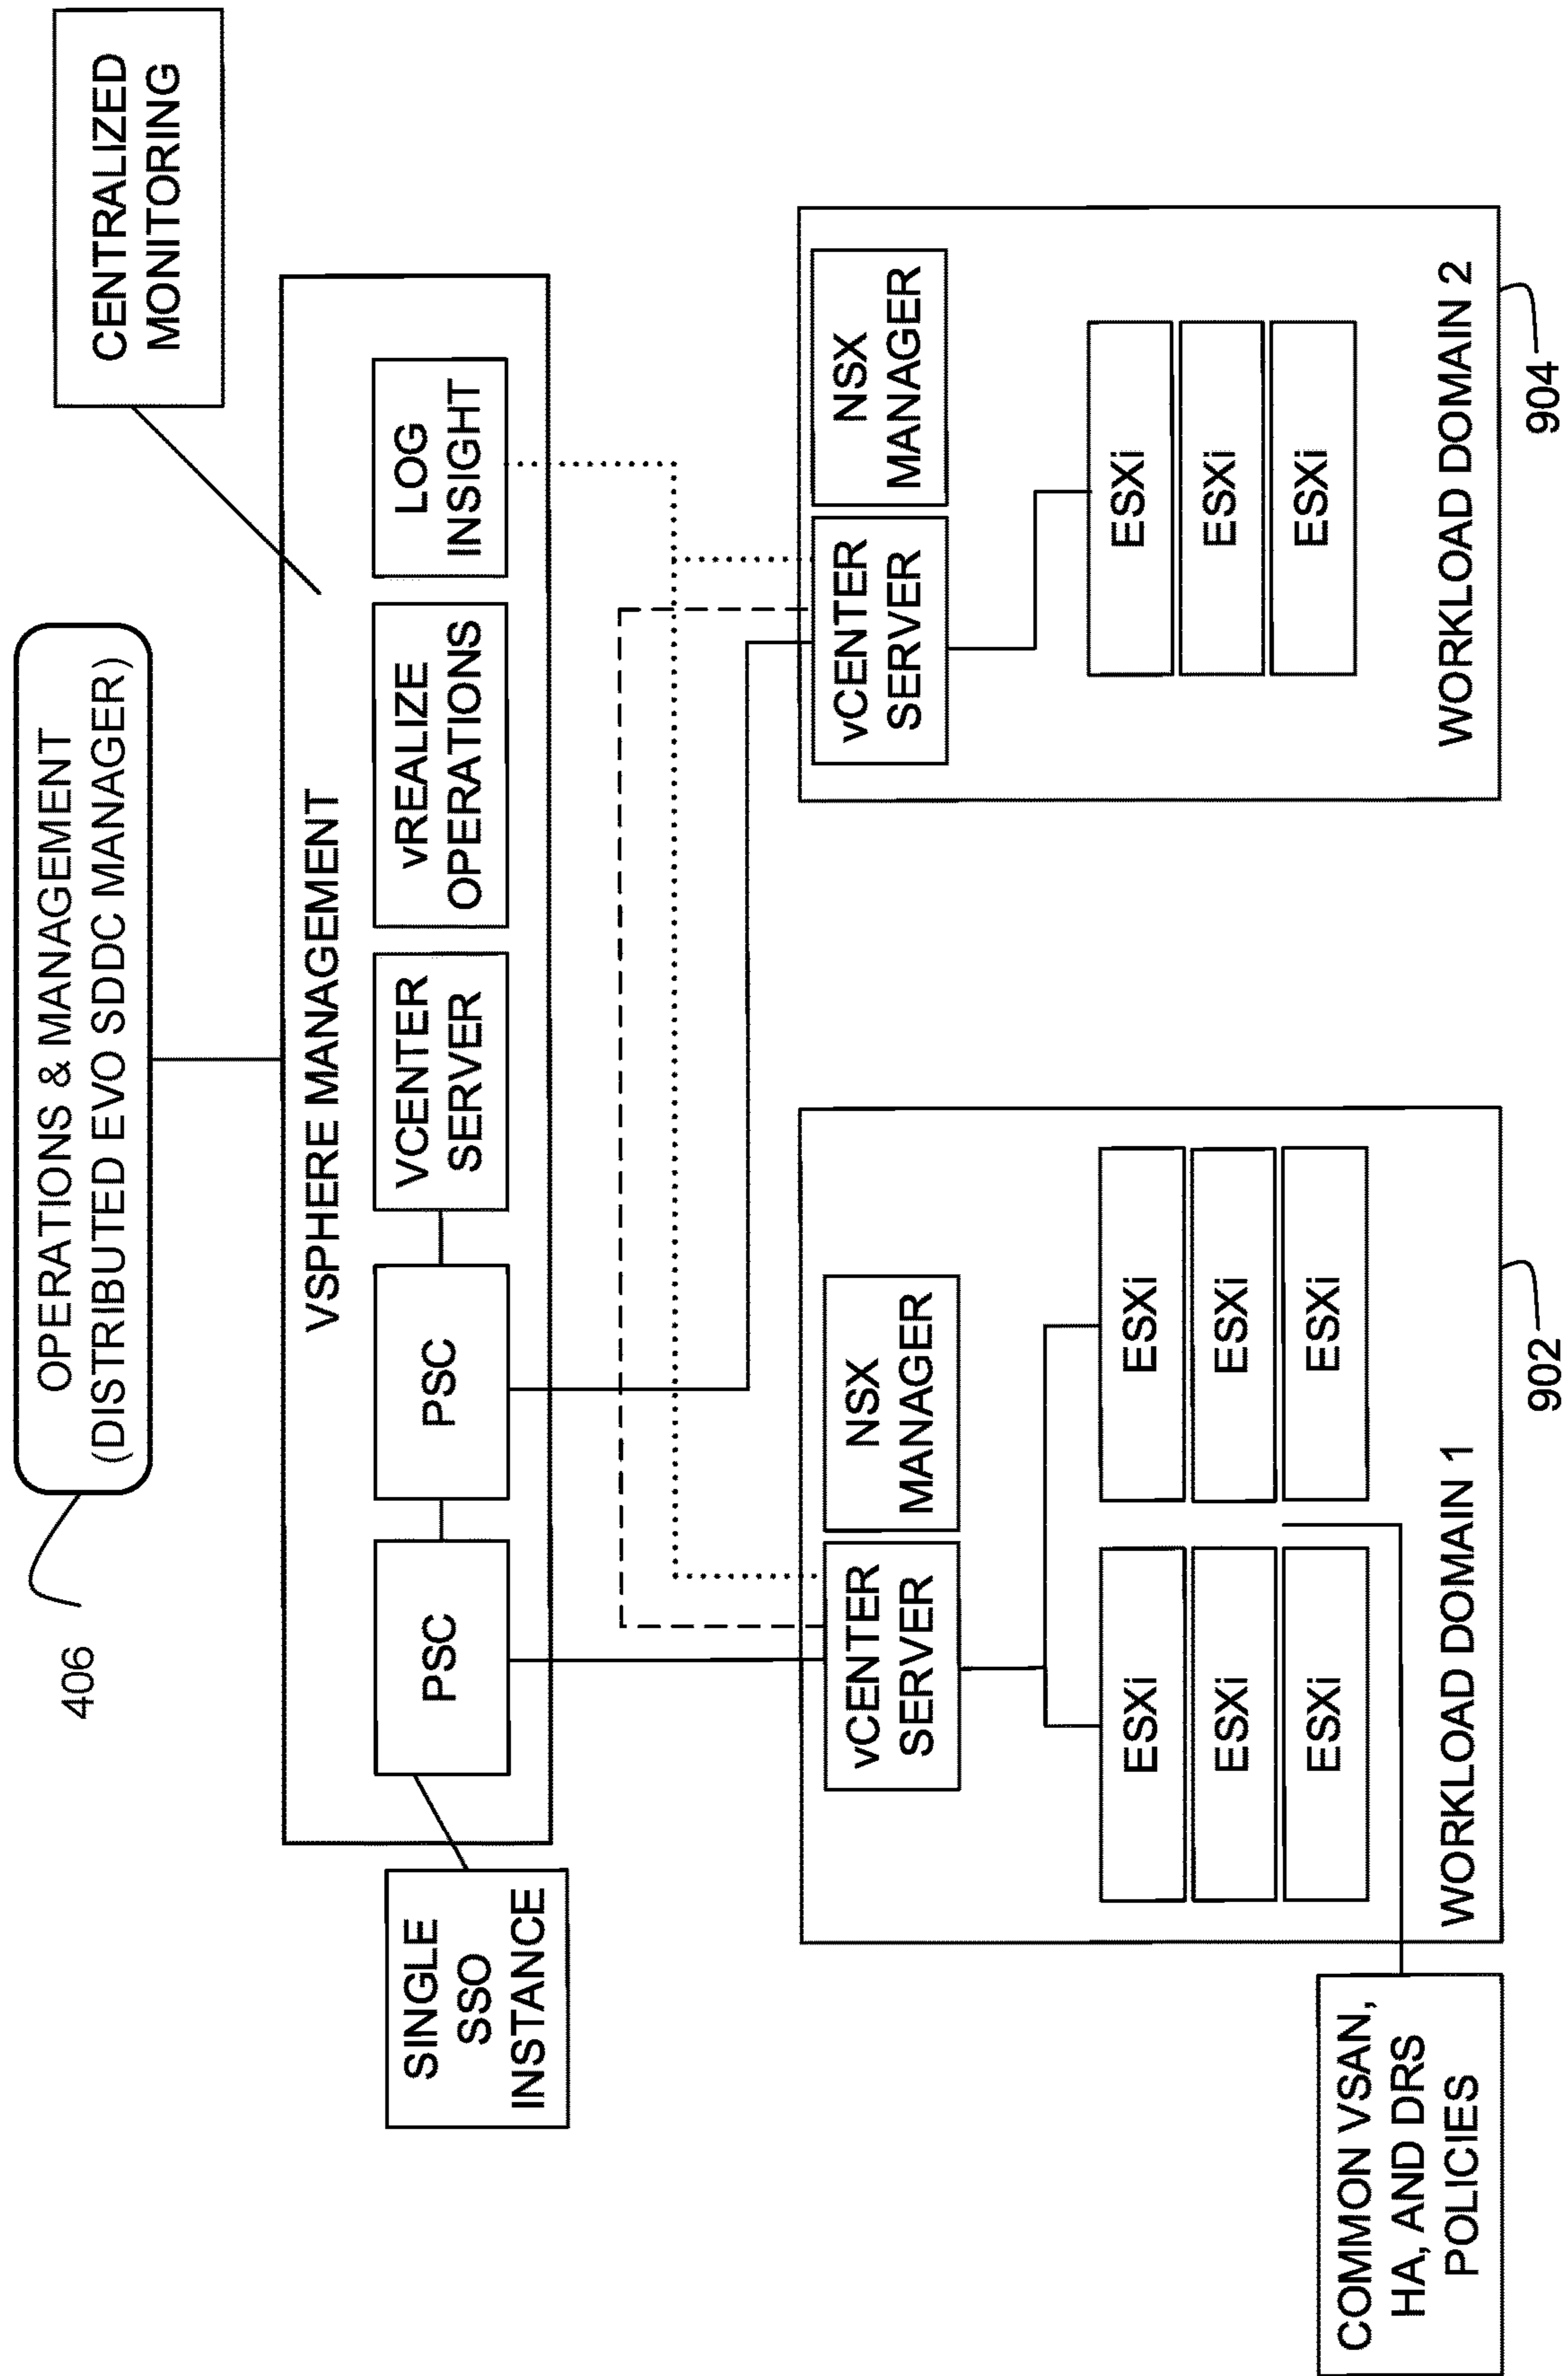 406
OPERATIONS & MANAGEMENT
(DISTRIBUTED EVO SDDC MANAGER)
CENTRALIZED
MONITORING
VSPHERE MANAGEMENT
SINGLE
SSO
INSTANCE
PSC
PSC
VCENTER
SERVER
vREALIZE
OPERATIONS
LOG
INSIGHT
vCENTER
SERVER
NSX
MANAGER
ESXi
ESXi
ESXi
ESXi
ESXi
ESXi
WORKLOAD DOMAIN 1
902
COMMON VSAN,
HA, AND DRS
POLICIES
vCENTER
SERVER
NSX
MANAGER
ESXi
ESXi
ESXi
WORKLOAD DOMAIN 2
904